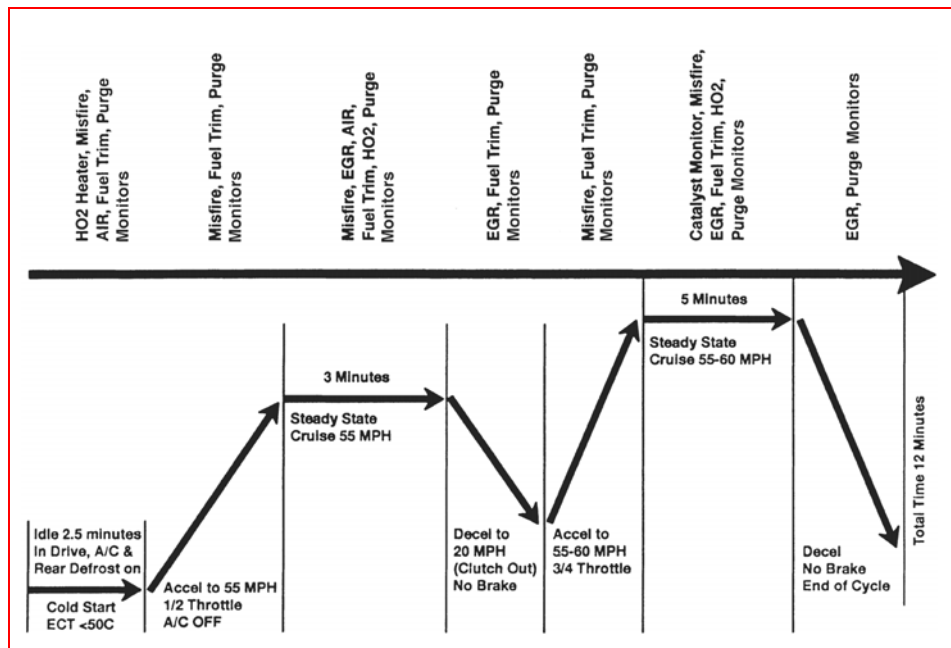 HO2 Heater, Misfire,
AIR, Fuel Trim, Purge
Monitors
Misfire, Fuel Trim, Purge
Monitors
Misfire, EGR, AIR,
Fuel Trim, HO2, Purge
Monitors
EGR, Fuel Trim, Purge
Monitors
Misfire, Fuel Trim, Purge
Monitors
Catalyst Monitor, Misfire,
EGR, Fuel Trim, HO2,
Purge Monitors
EGR, Purge Monitors
Idle 2.5 minutes
In Drive, A/C &
Rear Defrost on
Cold Start
ECT <50C
Accel to 55 MPH
1/2 Throttle
A/C OFF
3 Minutes
Steady State
Cruise 55 MPH
Decel to
20 MPH
(Clutch Out)
No Brake
Accel to
55-60 MPH
3/4 Throttle
5 Minutes
Steady State
Cruise 55-60 MPH
Decel
No Brake
End of Cycle
Total Time 12 Minutes